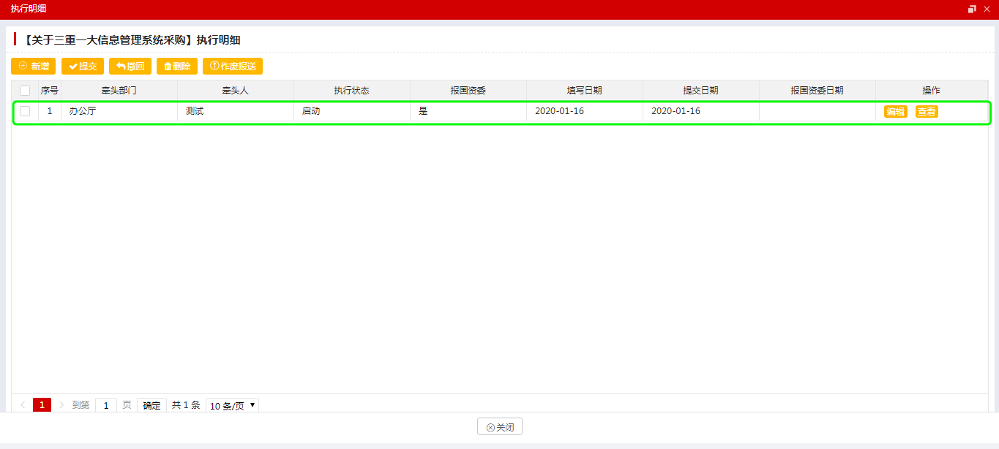 执行明细
【关于三重一大信息管理系统采购】执行明细
新增 提交 撤回 删除 作废报送
序号 牵头部门 牵头人 执行状态 报国资委 填写日期 提交日期 报国资委日期 操作
1 办公厅 测试 启动 是 2020-01-16 2020-01-16 编辑 查看
1 到第 1 页 确定 共 1 条 10 条/页
关闭